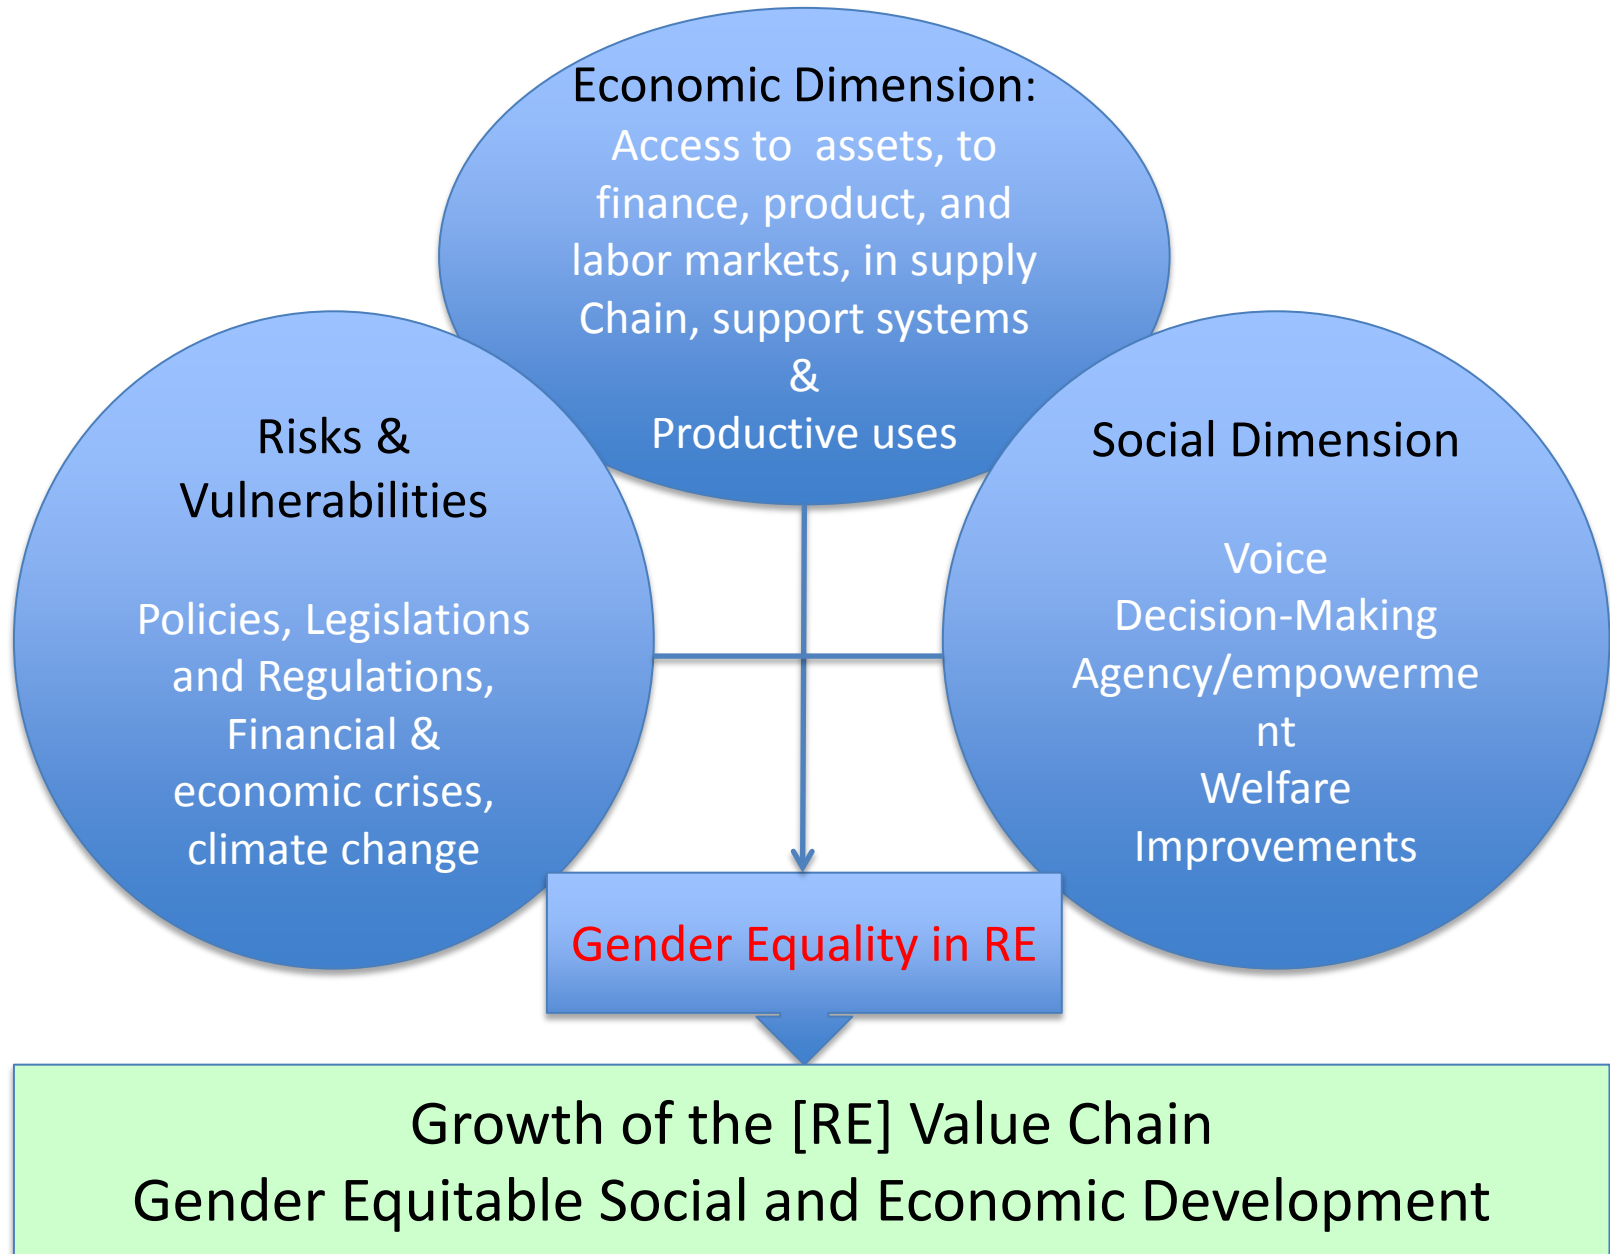 Economic Dimension:
Access to  assets, to
finance, product, and
labor markets, in supply
Chain, support systems
&
Productive uses
Risks &
Vulnerabilities
Policies, Legislations
and Regulations,
Financial &
economic crises,
climate change
Social Dimension
Voice
Decision-Making
Agency/empowerme
nt
Welfare
Improvements
Gender Equality in RE
Growth of the [RE] Value Chain
Gender Equitable Social and Economic Development